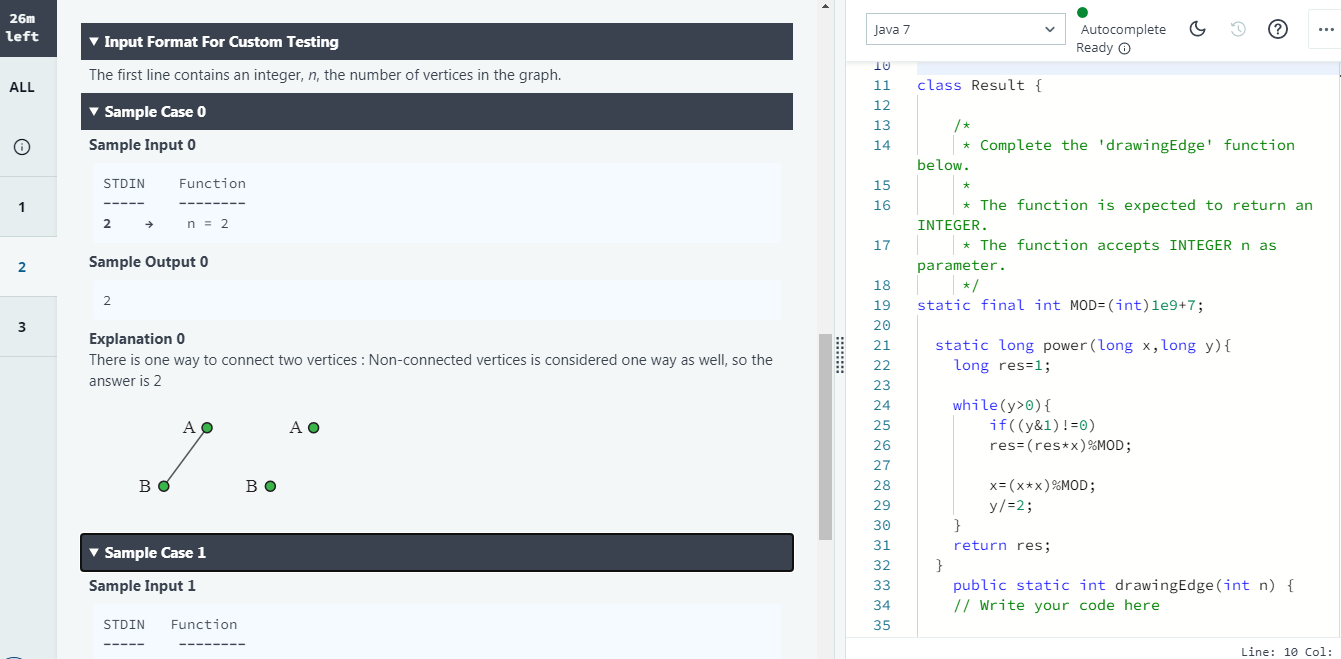 26m
left
ALL
1
2
3
▼ Input Format For Custom Testing
The first line contains an integer, n, the number of vertices in the graph.
▼ Sample Case 0
Sample Input 0
STDIN    Function
-----    --------
2    →    n = 2
Sample Output 0
2
Explanation 0
There is one way to connect two vertices : Non-connected vertices is considered one way as well, so the
answer is 2
A    A
B    B
▼ Sample Case 1
Sample Input 1
STDIN    Function
-----    --------
Java 7
Autocomplete
Ready
10
11 class Result {
12
13 /*
14 * Complete the 'drawingEdge' function
below.
15 *
16 * The function is expected to return an
INTEGER.
17 * The function accepts INTEGER n as
parameter.
18 */
19 static final int MOD=(int)1e9+7;
20
21 static long power(long x,long y){
22 long res=1;
23
24 while(y>0){
25 if((y&1)!=0)
26 res=(res*x)%MOD;
27
28 x=(x*x)%MOD;
29 y/=2;
30 }
31 return res;
32 }
33 public static int drawingEdge(int n) {
34 // Write your code here
35
Line: 10 Col: